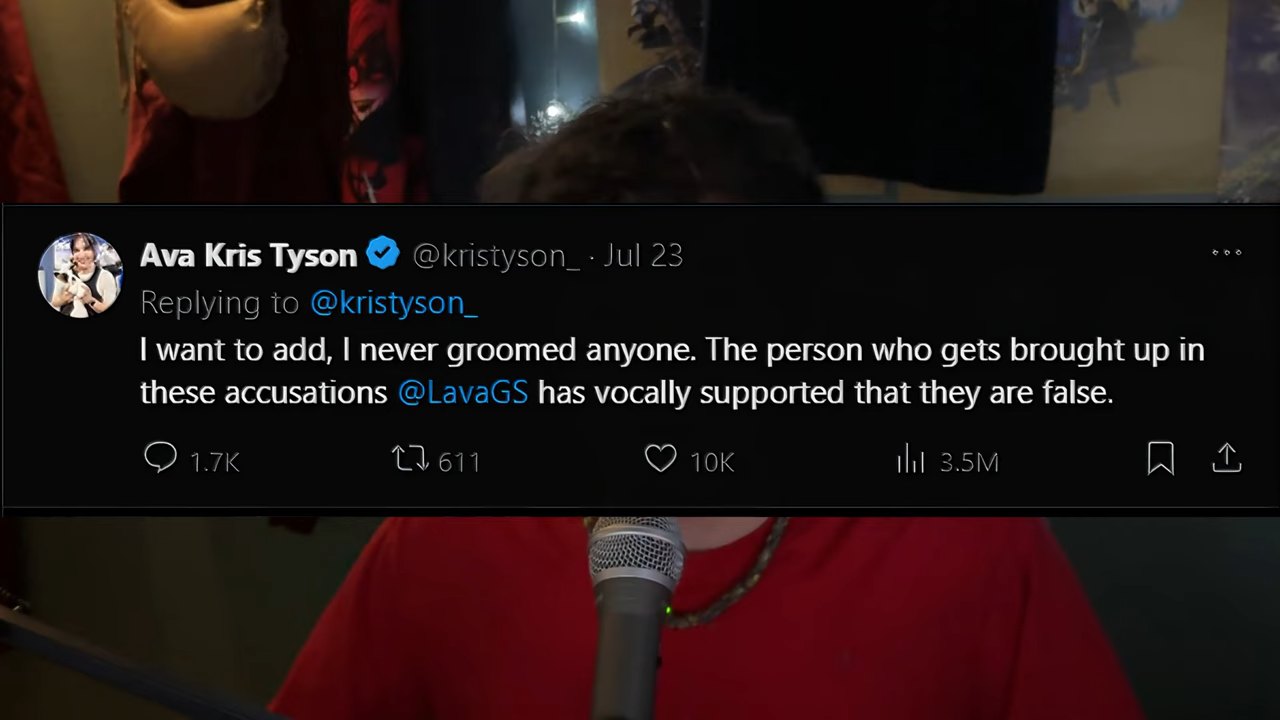 Ava Kris Tyson @kristyson_ · Jul 23
Replying to @kristyson_
I want to add, I never groomed anyone. The person who gets brought up in
these accusations @LavaGS has vocally supported that they are false.
1.7K 611 10K 3.5M